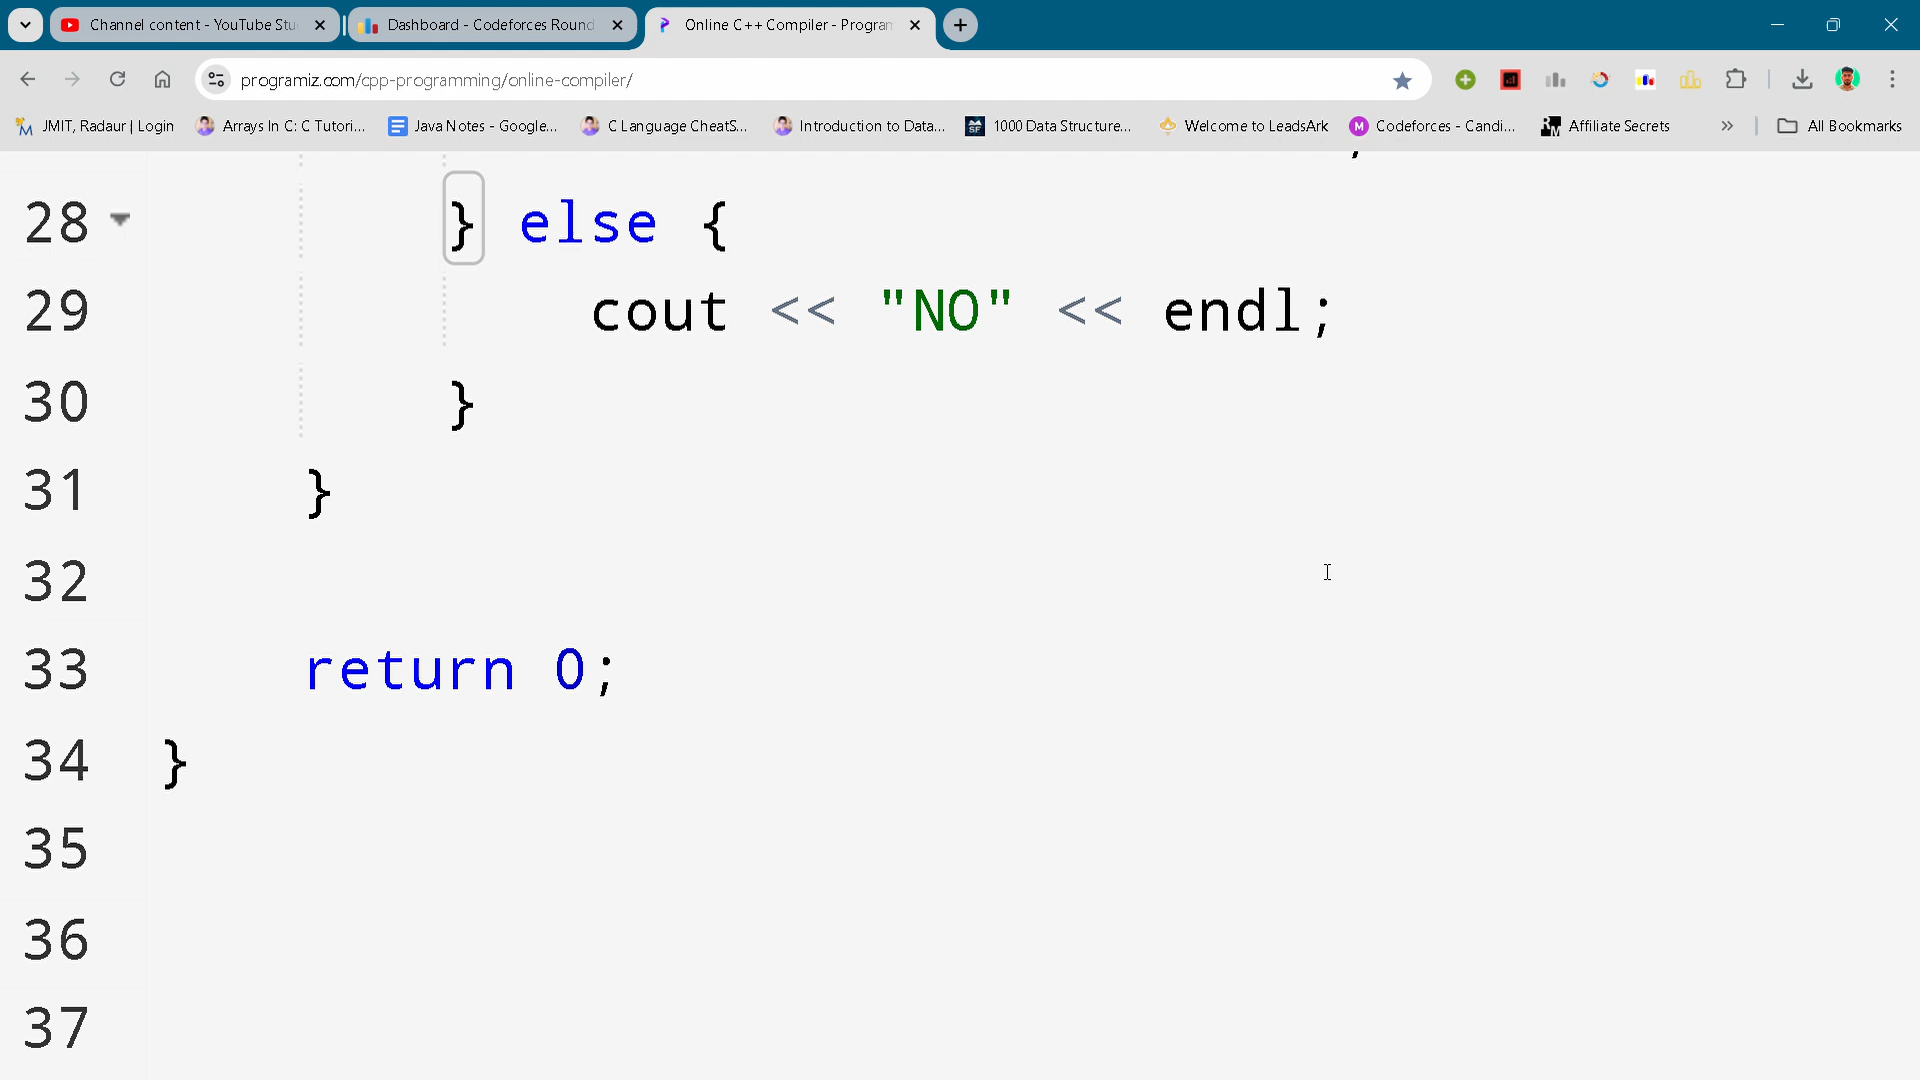 Channel content - YouTube Stu
Dashboard - Codeforces Round
Online C++ Compiler - Program
programiz.com/cpp-programming/online-compiler/
JMIT, Radaur | Login
Arrays In C: C Tutori...
Java Notes - Google...
C Language CheatS...
Introduction to Data...
1000 Data Structure...
Welcome to LeadsArk
Codeforces - Candi...
Affiliate Secrets
All Bookmarks
28 } else {
29 cout << "NO" << endl;
30 }
31 }
32
33 return 0;
34 }
35
36
37